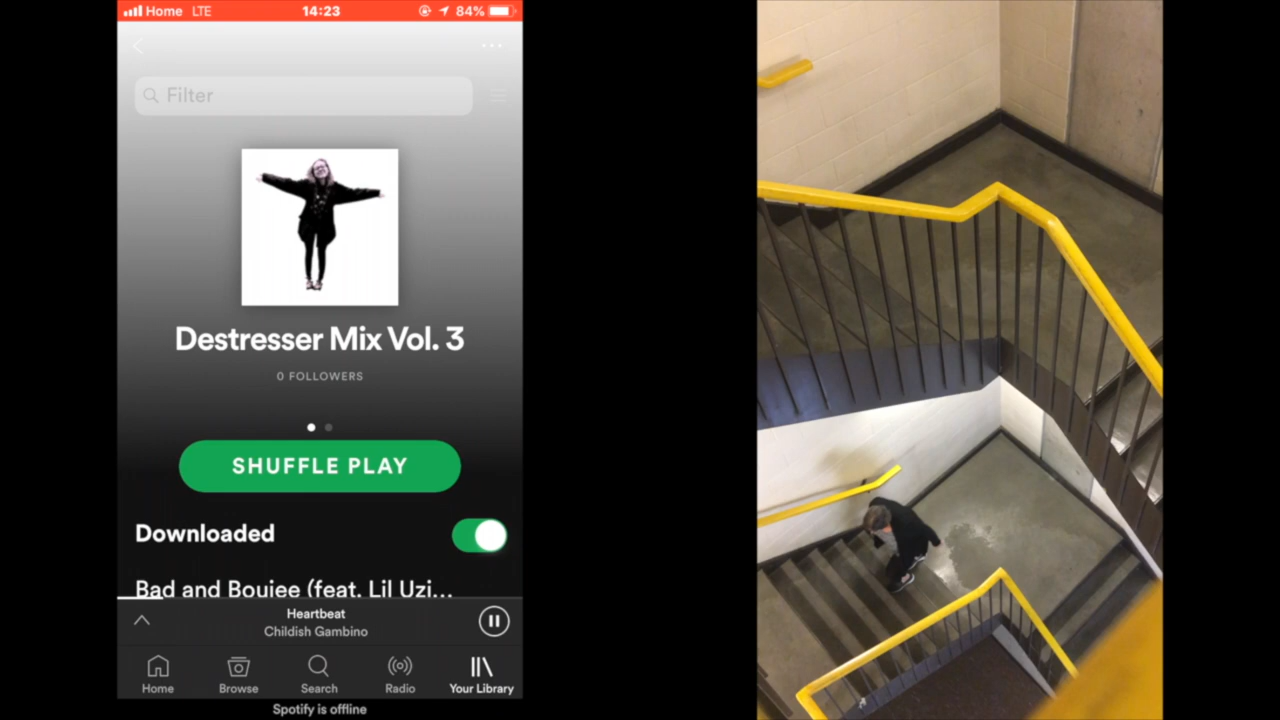 Home LTE 14:23 84%
Filter
Destresser Mix Vol. 3
0 FOLLOWERS
SHUFFLE PLAY
Downloaded
Bad and Boujee (feat. Lil Uzi...
Heartbeat
Childish Gambino
Home Browse Search Radio Your Library
Spotify is offline